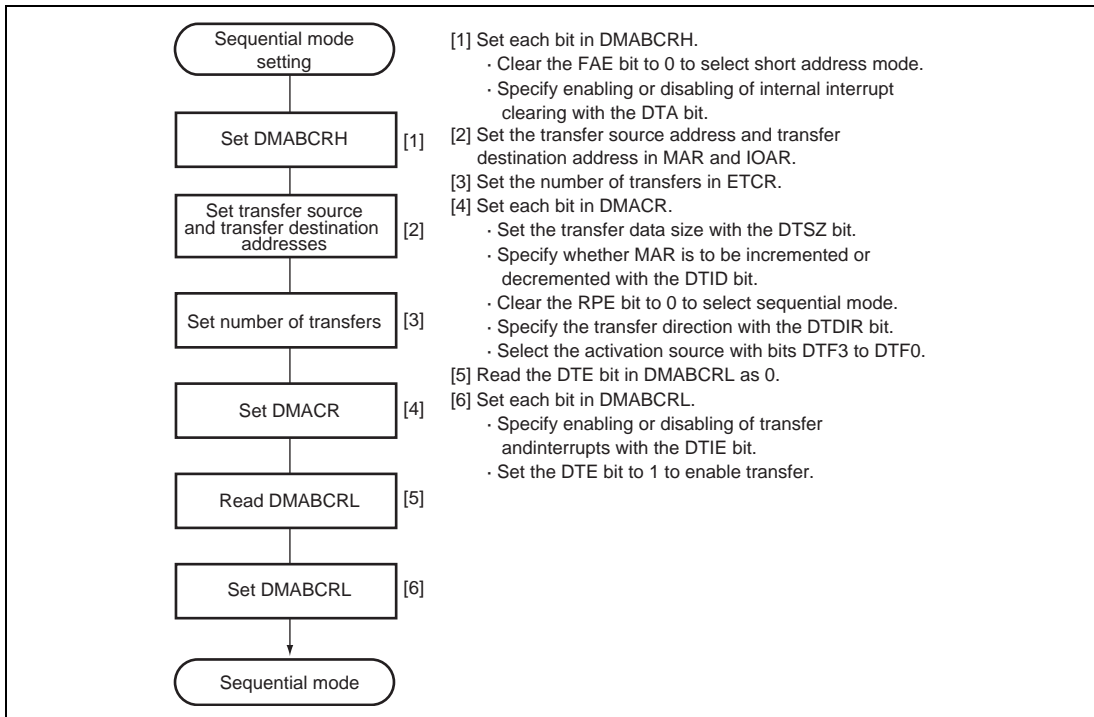 Sequential mode
setting
Set DMABCRH
[1]
Set transfer source
and transfer destination
addresses
[2]
Set number of transfers
[3]
Set DMACR
[4]
Read DMABCRL
[5]
Set DMABCRL
[6]
Sequential mode
[1] Set each bit in DMABCRH.
· Clear the FAE bit to 0 to select short address mode.
· Specify enabling or disabling of internal interrupt
clearing with the DTA bit.
[2] Set the transfer source address and transfer
destination address in MAR and IOAR.
[3] Set the number of transfers in ETCR.
[4] Set each bit in DMACR.
· Set the transfer data size with the DTSZ bit.
· Specify whether MAR is to be incremented or
decremented with the DTID bit.
· Clear the RPE bit to 0 to select sequential mode.
· Specify the transfer direction with the DTDIR bit.
· Select the activation source with bits DTF3 to DTF0.
[5] Read the DTE bit in DMABCRL as 0.
[6] Set each bit in DMABCRL.
· Specify enabling or disabling of transfer
andinterrupts with the DTIE bit.
· Set the DTE bit to 1 to enable transfer.